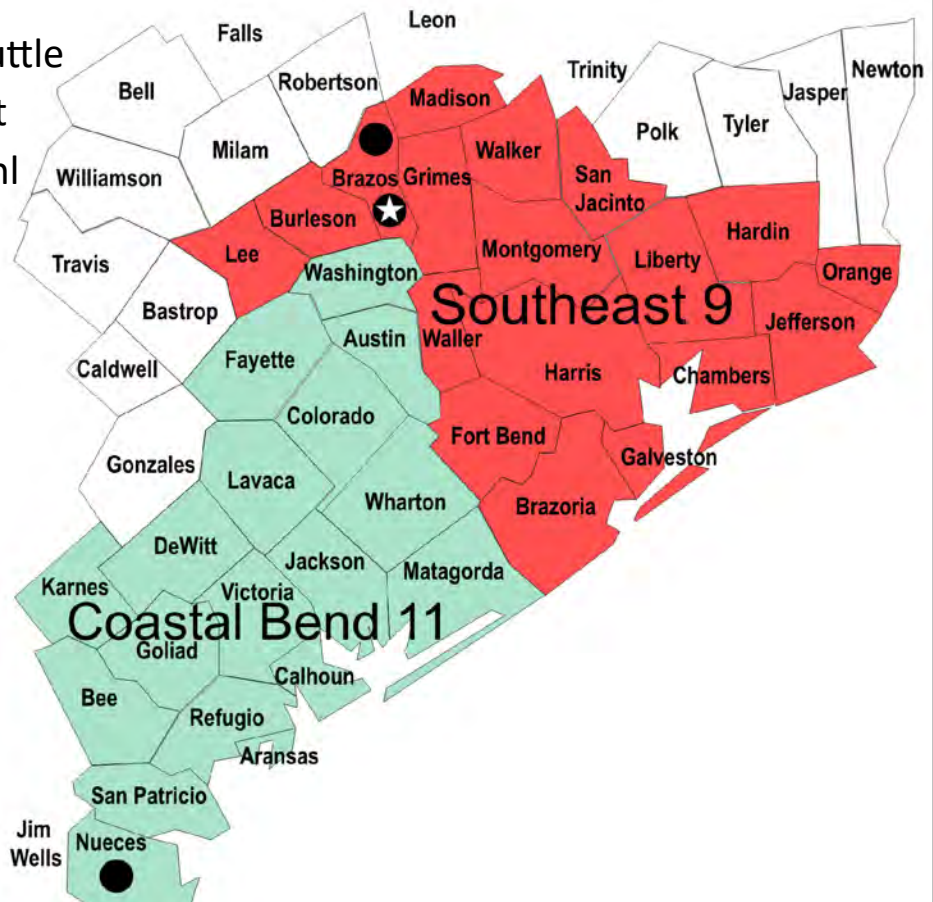 uttle
t
nl
Falls
Leon
Bell
Robertson
Madison
Trinity
Newton
Jasper
Milam
Walker
Polk
Tyler
Williamson
Brazos
Grimes
San
Jacinto
Burleson
Lee
Montgomery
Liberty
Hardin
Travis
Washington
Orange
Bastrop
Southeast 9
Austin
Waller
Jefferson
Caldwell
Fayette
Harris
Chambers
Colorado
Fort Bend
Galveston
Gonzales
Lavaca
Wharton
Brazoria
DeWitt
Jackson
Matagorda
Karnes
Victoria
Coastal Bend 11
Goliad
Calhoun
Bee
Refugio
Aransas
San Patricio
Jim
Wells
Nueces